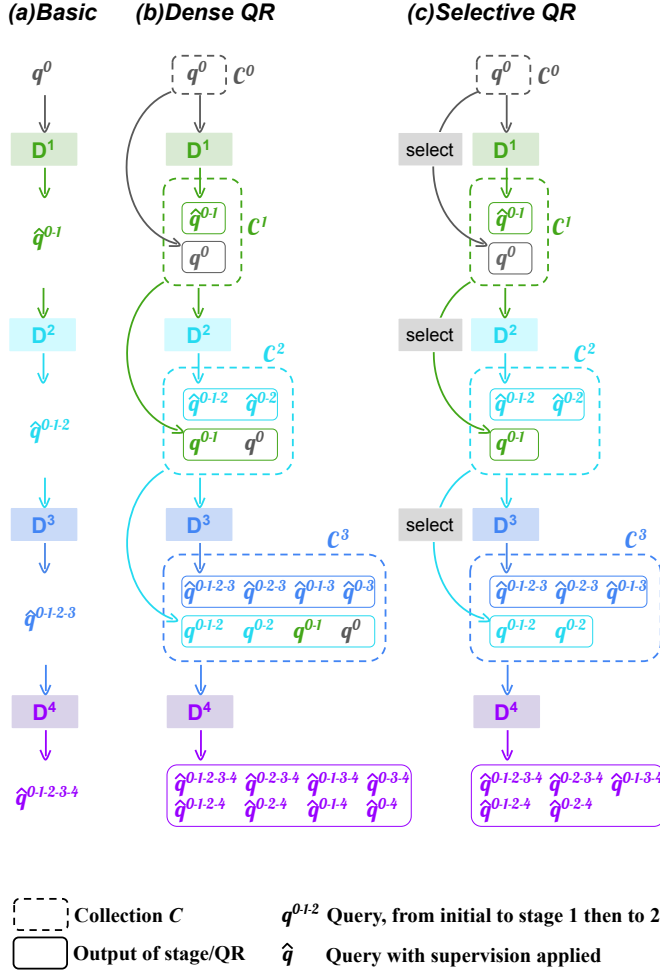 (a)Basic (b)Dense QR (c)Selective QR
q⁰ q⁰ C⁰ q⁰ C⁰
D¹ D¹ select D¹
q̂⁰⁻¹ q̂⁰⁻¹ C¹ q̂⁰⁻¹ C¹
q⁰ q⁰
D² D² select D²
C² C²
q̂⁰⁻¹⁻² q̂⁰⁻¹⁻² q̂⁰⁻² q̂⁰⁻¹⁻² q̂⁰⁻²
q⁰⁻¹ q⁰ q⁰⁻¹
D³ D³ select D³
C³ C³
q̂⁰⁻¹⁻²⁻³ q̂⁰⁻²⁻³ q̂⁰⁻¹⁻³ q̂⁰⁻³ q̂⁰⁻¹⁻²⁻³ q̂⁰⁻²⁻³ q̂⁰⁻¹⁻³
q̂⁰⁻¹⁻²⁻³ q⁰⁻¹⁻² q⁰⁻² q⁰⁻¹ q⁰ q⁰⁻¹⁻² q⁰⁻²
D⁴ D⁴ D⁴
q̂⁰⁻¹⁻²⁻³⁻⁴ q̂⁰⁻¹⁻²⁻³⁻⁴ q̂⁰⁻²⁻³⁻⁴ q̂⁰⁻¹⁻³⁻⁴ q̂⁰⁻³⁻⁴ q̂⁰⁻¹⁻²⁻³⁻⁴ q̂⁰⁻²⁻³⁻⁴ q̂⁰⁻¹⁻³⁻⁴
q̂⁰⁻¹⁻²⁻⁴ q̂⁰⁻²⁻⁴ q̂⁰⁻¹⁻⁴ q̂⁰⁻⁴ q̂⁰⁻¹⁻²⁻⁴ q̂⁰⁻²⁻⁴
Collection C q⁰⁻¹⁻² Query, from initial to stage 1 then to 2
Output of stage/QR q̂ Query with supervision applied